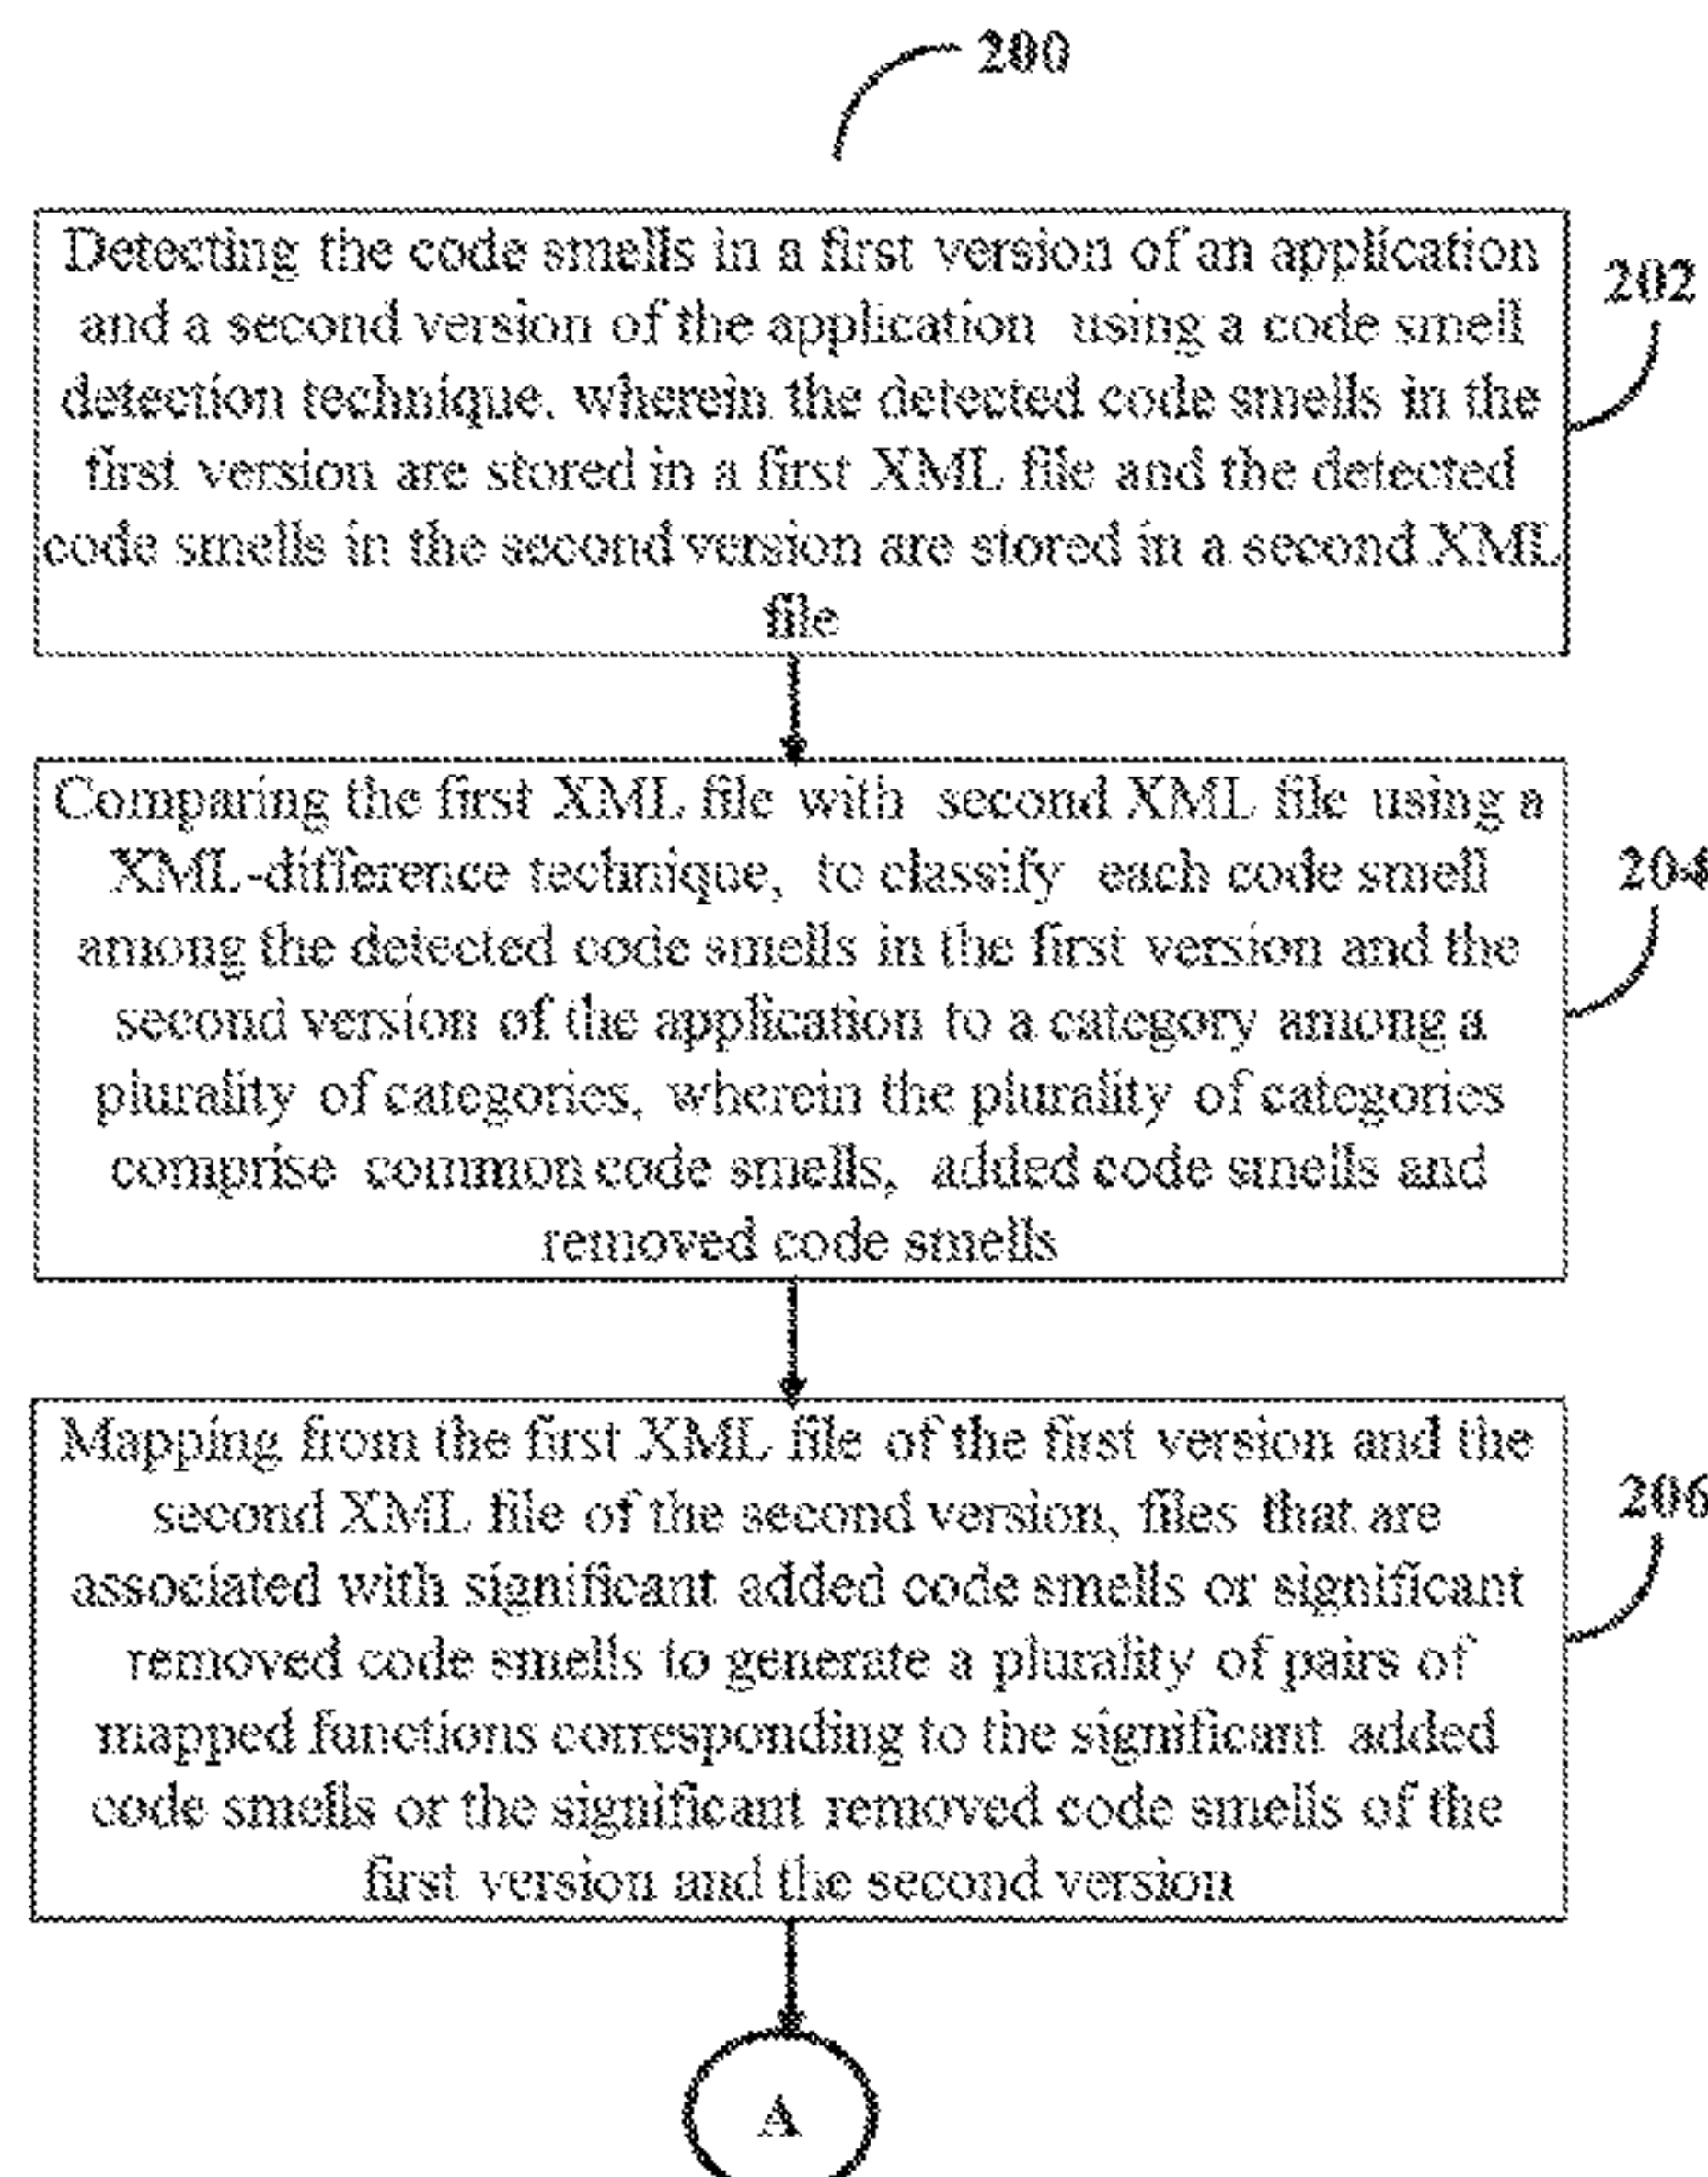 200
Detecting the code smells in a first version of an application
and a second version of the application using a code smell
detection technique, wherein the detected code smells in the
first version are stored in a first XML file and the detected
code smells in the second version are stored in a second XML
file
202
Comparing the first XML file with second XML file using a
XML-difference technique, to classify each code smell
among the detected code smells in the first version and the
second version of the application to a category among a
plurality of categories, wherein the plurality of categories
comprise common code smells, added code smells and
removed code smells
204
Mapping from the first XML file of the first version and the
second XML file of the second version, files that are
associated with significant added code smells or significant
removed code smells to generate a plurality of pairs of
mapped functions corresponding to the significant added
code smells or the significant removed code smells of the
first version and the second version
206
A